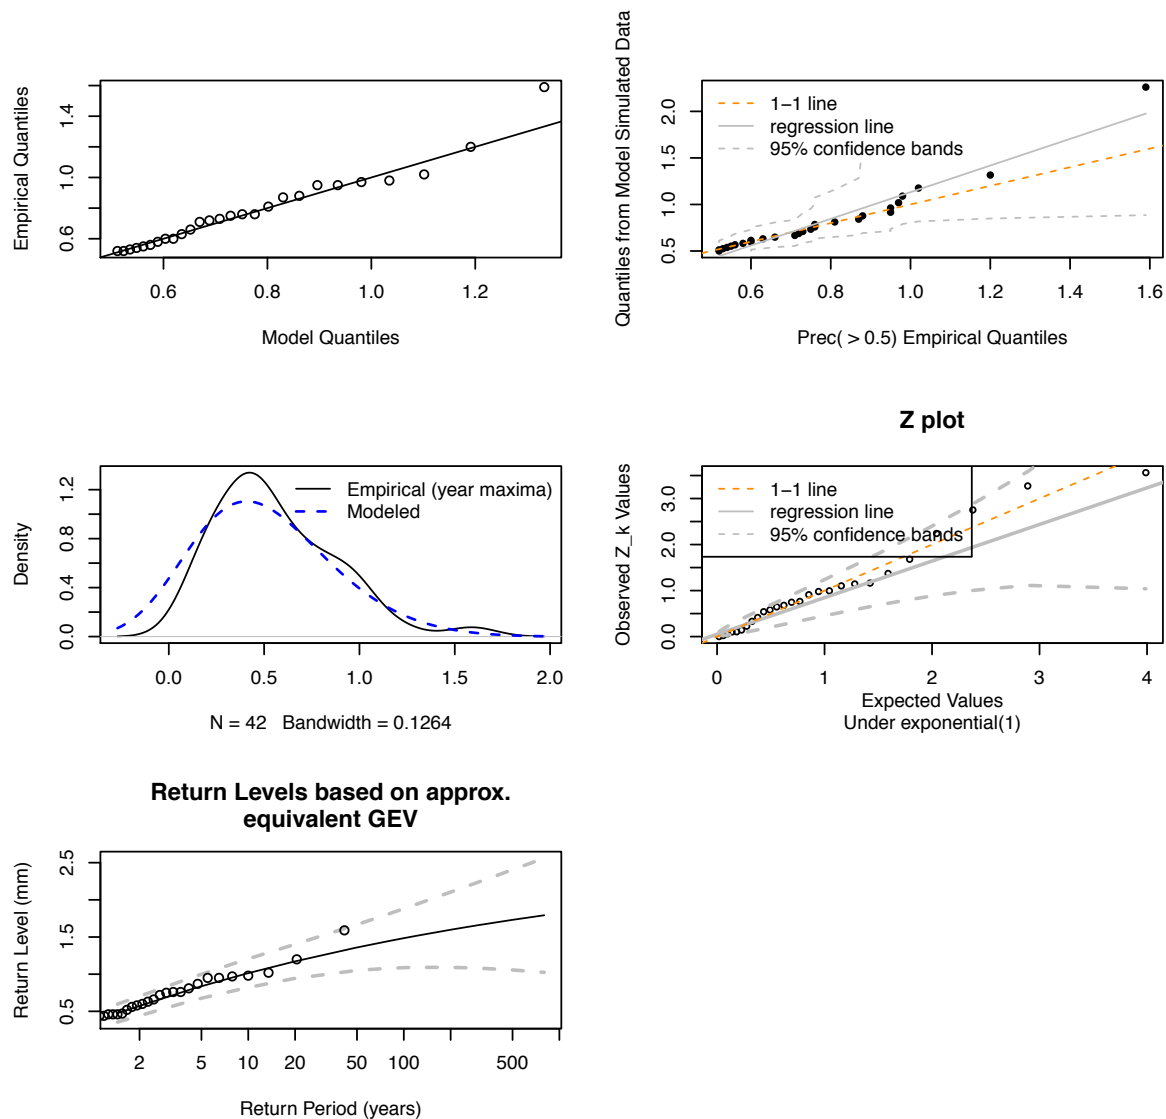 Empirical Quantiles
0.6
1.0
1.4
0.6
0.8
1.0
1.2
Model Quantiles
Quantiles from Model Simulated Data
0.5
1.0
1.5
2.0
1−1 line
regression line
95% confidence bands
0.6
0.8
1.0
1.2
1.4
1.6
Prec( > 0.5) Empirical Quantiles
Density
0.0
0.4
0.8
1.2
Empirical (year maxima)
Modeled
0.0
0.5
1.0
1.5
2.0
N = 42 Bandwidth = 0.1264
Z plot
Observed Z_k Values
0.0
1.0
2.0
3.0
1−1 line
regression line
95% confidence bands
0
1
2
3
4
Expected Values
Under exponential(1)
Return Levels based on approx.
equivalent GEV
Return Level (mm)
0.5
1.5
2.5
2
5
10
20
50
100
500
Return Period (years)